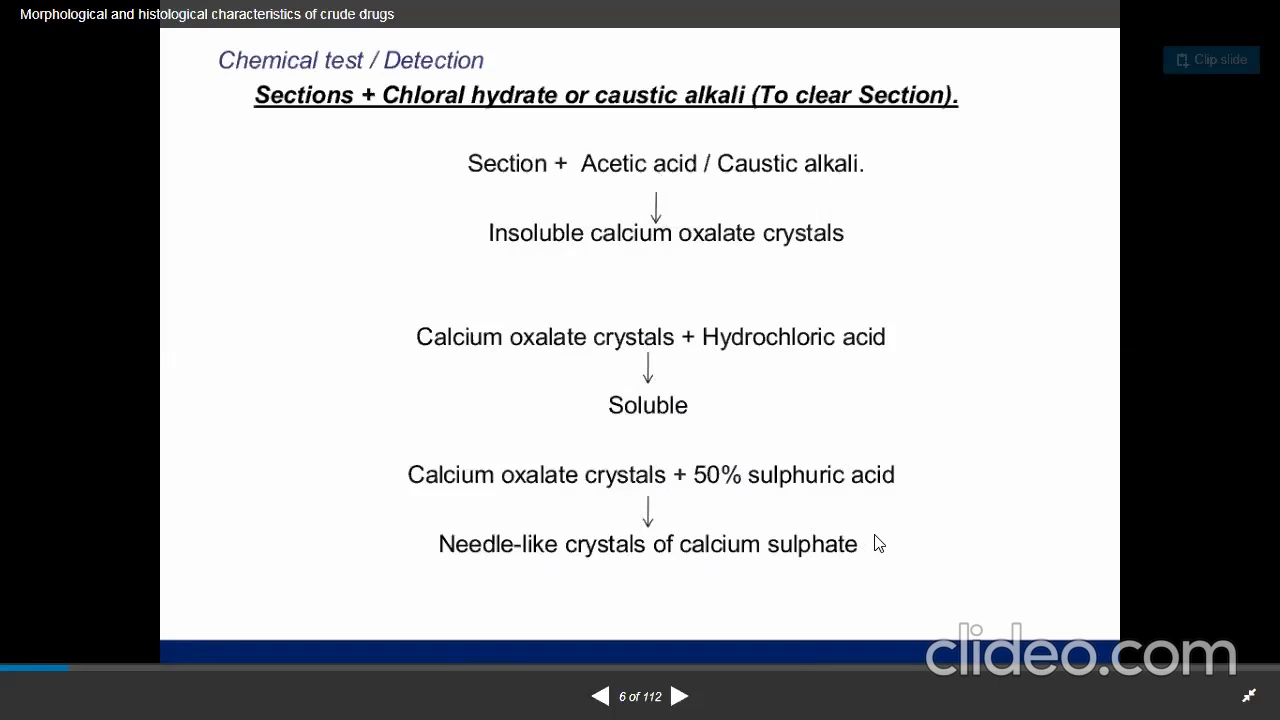 Morphological and histological characteristics of crude drugs
Clip slide
Chemical test / Detection
Sections + Chloral hydrate or caustic alkali (To clear Section).
Section + Acetic acid / Caustic alkali.
Insoluble calcium oxalate crystals
Calcium oxalate crystals + Hydrochloric acid
Soluble
Calcium oxalate crystals + 50% sulphuric acid
Needle-like crystals of calcium sulphate
clideo.com
6 of 112